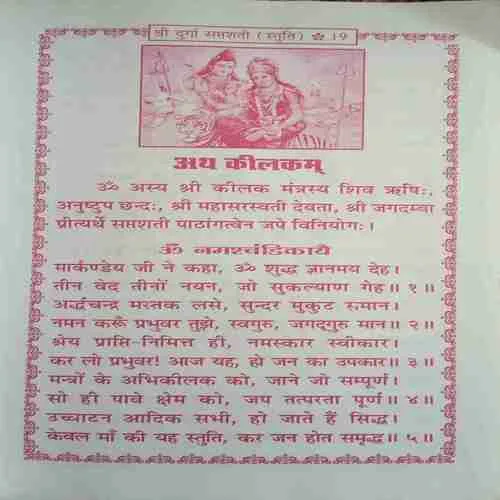 श्री दुर्गा सप्तशती ( स्तुति ) ❁ 19
अथ कीलकम्
ॐ अस्य श्री कीलक मंत्रस्य शिव ऋषिः,
अनुष्टुप छन्दः, श्री महासरस्वती देवता, श्री जगदम्बा
प्रीत्यर्थे सप्तशती पाठांगत्वेन जपे विनियोगः।
ॐ नमश्चंडिकायै
मार्कण्डेय जी ने कहा, ॐ शुद्ध ज्ञानमय देह।
तीन वेद तीनों नयन, जो सुकल्याण गेह॥ १॥
अर्द्धचन्द्र मस्तक लसे, सुन्दर मुकुट रुमान।
नमन करूँ प्रभुवर तुझे, स्वगुरु, जगद्गुरु मान॥ २॥
श्रेय प्राप्ति-निमित्त ही, नमस्कार स्वीकार।
कर लो प्रभुवर! आज यह, हो जन का उपकार॥ ३॥
मन्त्रों के अभिकीलक को, जाने जो सम्पूर्ण।
सो ही पावे क्षेम को, जप तत्परता पूर्ण॥ ४॥
उच्चाटन आदिक सभी, हो जाते हैं सिद्ध।
केवल माँ की यह स्तुति, कर जन होत समृद्ध॥ ५॥